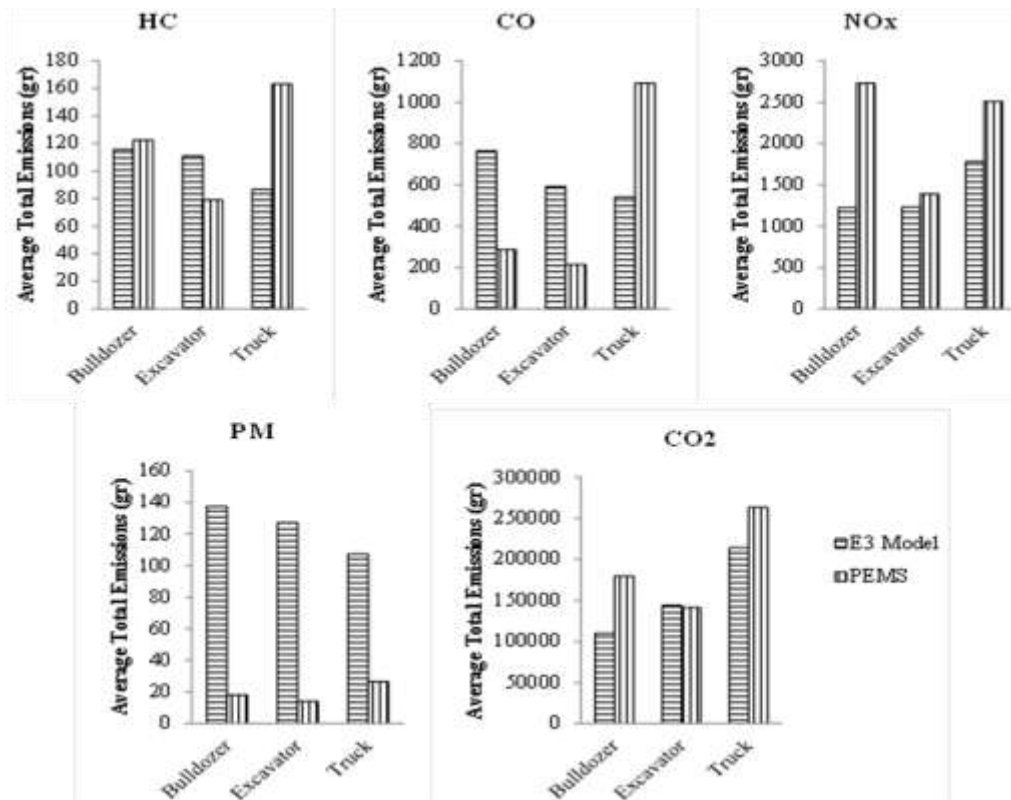 HC
Average Total Emissions (gr)
180
160
140
120
100
80
60
40
20
0
Bulldozer
Excavator
Truck
CO
Average Total Emissions (gr)
1200
1000
800
600
400
200
0
Bulldozer
Excavator
Truck
NOx
Average Total Emissions (gr)
3000
2500
2000
1500
1000
500
0
Bulldozer
Excavator
Truck
PM
Average Total Emissions (gr)
160
140
120
100
80
60
40
20
0
Bulldozer
Excavator
Truck
CO2
Average Total Emissions (gr)
300000
250000
200000
150000
100000
50000
0
Bulldozer
Excavator
Truck
E3 Model
PEMS